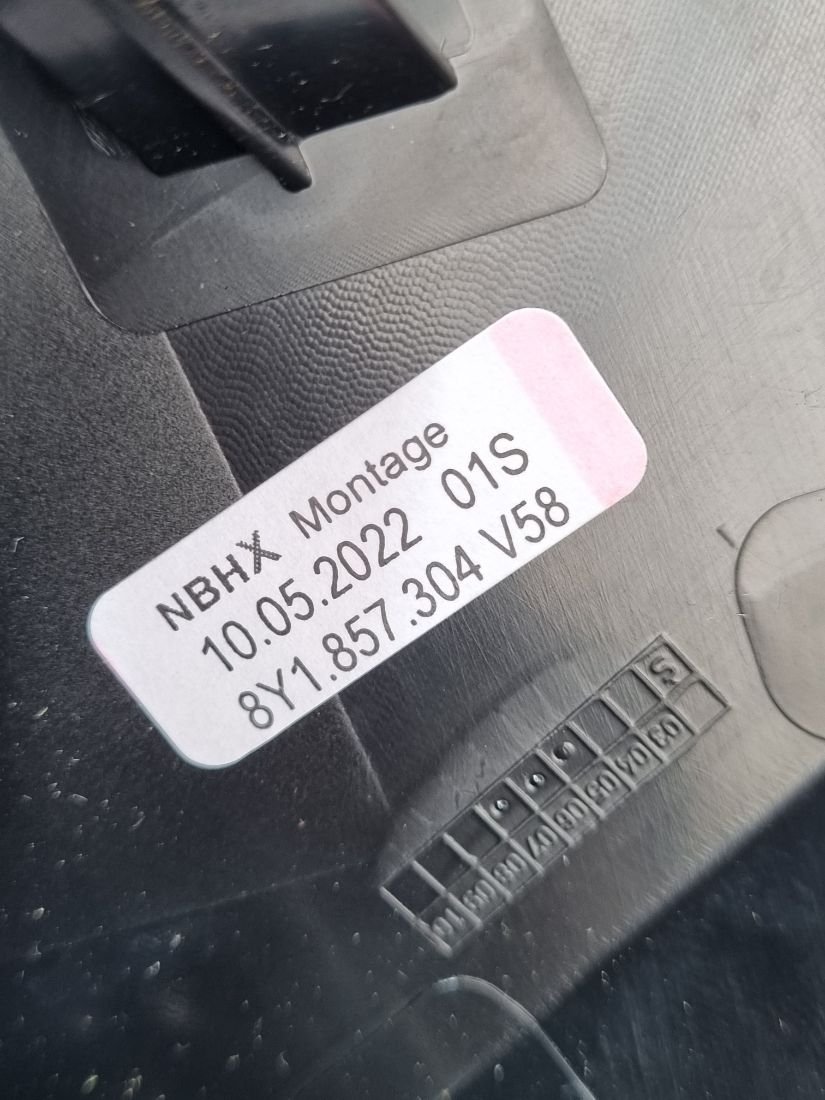 NBHX Montage
10.05.2022 01S
8Y1.857.304 V58